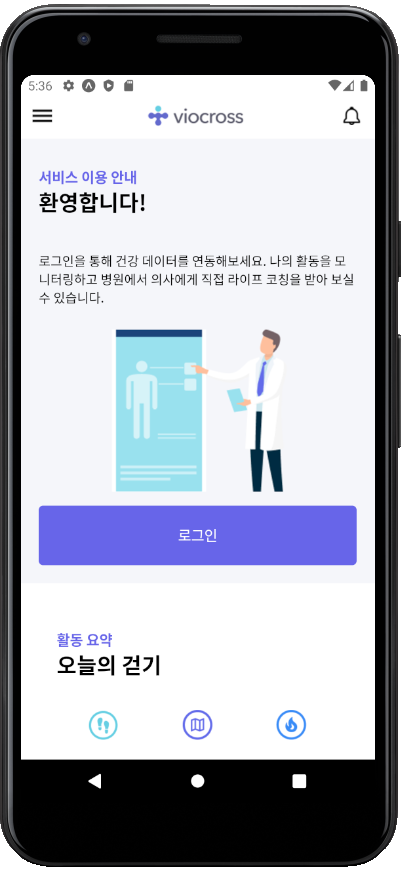 5:36
viocross
서비스 이용 안내
환영합니다!
로그인을 통해 건강 데이터를 연동해보세요. 나의 활동을 모
니터링하고 병원에서 의사에게 직접 라이프 코칭을 받아 보실
수 있습니다.
로그인
활동 요약
오늘의 걷기